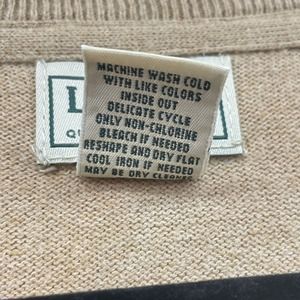 MACHINE WASH COLD
WITH LIKE COLORS
INSIDE OUT
DELICATE CYCLE
ONLY NON-CHLORINE
BLEACH IF NEEDED
RESHAPE AND DRY FLAT
COOL IRON IF NEEDED
MAY BE DRY CLEANED
L
QU